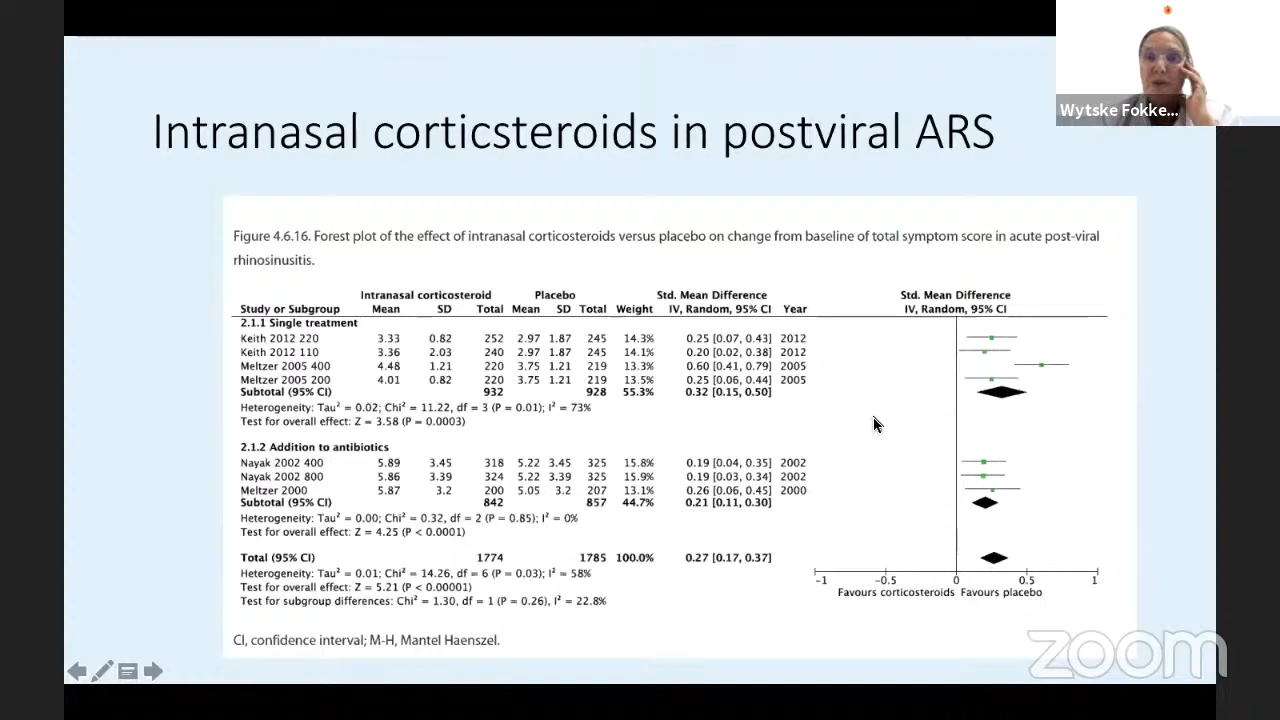 Wytske Fokke...
Intranasal corticsteroids in postviral ARS
Figure 4.6.16. Forest plot of the effect of intranasal corticosteroids versus placebo on change from baseline of total symptom score in acute post-viral
rhinosinusitis.
Intranasal corticosteroid Placebo Std. Mean Difference Std. Mean Difference
Study or Subgroup Mean SD Total Mean SD Total Weight IV, Random, 95% CI Year IV, Random, 95% CI
2.1.1 Single treatment
Keith 2012 220 3.33 0.82 252 2.97 1.87 245 14.3% 0.25 [0.07, 0.43] 2012
Keith 2012 110 3.36 2.03 240 2.97 1.87 245 14.1% 0.20 [0.02, 0.38] 2012
Meltzer 2005 400 4.48 1.21 220 3.75 1.21 219 13.3% 0.60 [0.41, 0.79] 2005
Meltzer 2005 200 4.01 0.82 220 3.75 1.21 219 13.5% 0.25 [0.06, 0.44] 2005
Subtotal (95% CI) 932 928 55.3% 0.32 [0.15, 0.50]
Heterogeneity: Tau² = 0.02; Chi² = 11.22, df = 3 (P = 0.01); I² = 73%
Test for overall effect: Z = 3.58 (P = 0.0003)
2.1.2 Addition to antibiotics
Nayak 2002 400 5.89 3.45 318 5.22 3.45 325 15.8% 0.19 [0.04, 0.35] 2002
Nayak 2002 800 5.86 3.39 324 5.22 3.39 325 15.9% 0.19 [0.03, 0.34] 2002
Meltzer 2000 5.87 3.2 200 5.05 3.2 207 13.1% 0.26 [0.06, 0.45] 2000
Subtotal (95% CI) 842 857 44.7% 0.21 [0.11, 0.30]
Heterogeneity: Tau² = 0.00; Chi² = 0.32, df = 2 (P = 0.85); I² = 0%
Test for overall effect: Z = 4.25 (P < 0.0001)
Total (95% CI) 1774 1785 100.0% 0.27 [0.17, 0.37]
Heterogeneity: Tau² = 0.01; Chi² = 14.26, df = 6 (P = 0.03); I² = 58%
Test for overall effect: Z = 5.21 (P < 0.00001)
Test for subgroup differences: Chi² = 1.30, df = 1 (P = 0.26), I² = 22.8%
-1 -0.5 0 0.5 1
Favours corticosteroids Favours placebo
CI, confidence interval; M-H, Mantel Haenszel.
zoom